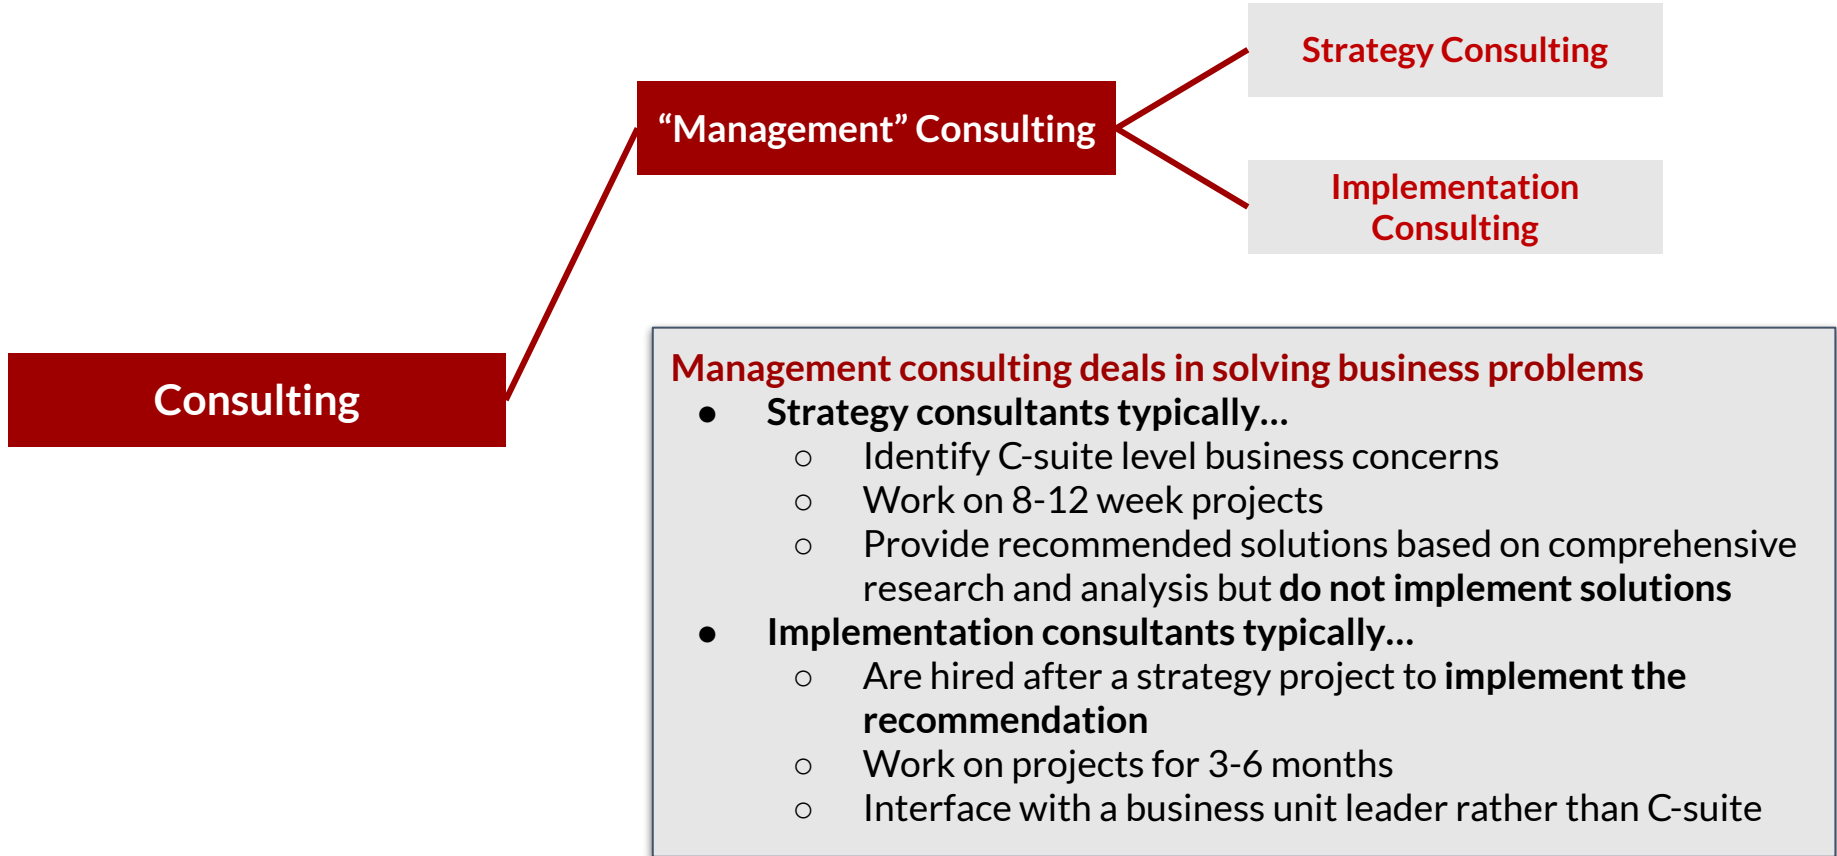 Strategy Consulting
“Management” Consulting
Implementation
Consulting
Consulting
Management consulting deals in solving business problems
● Strategy consultants typically...
○ Identify C-suite level business concerns
○ Work on 8-12 week projects
○ Provide recommended solutions based on comprehensive
research and analysis but do not implement solutions
● Implementation consultants typically...
○ Are hired after a strategy project to implement the
recommendation
○ Work on projects for 3-6 months
○ Interface with a business unit leader rather than C-suite